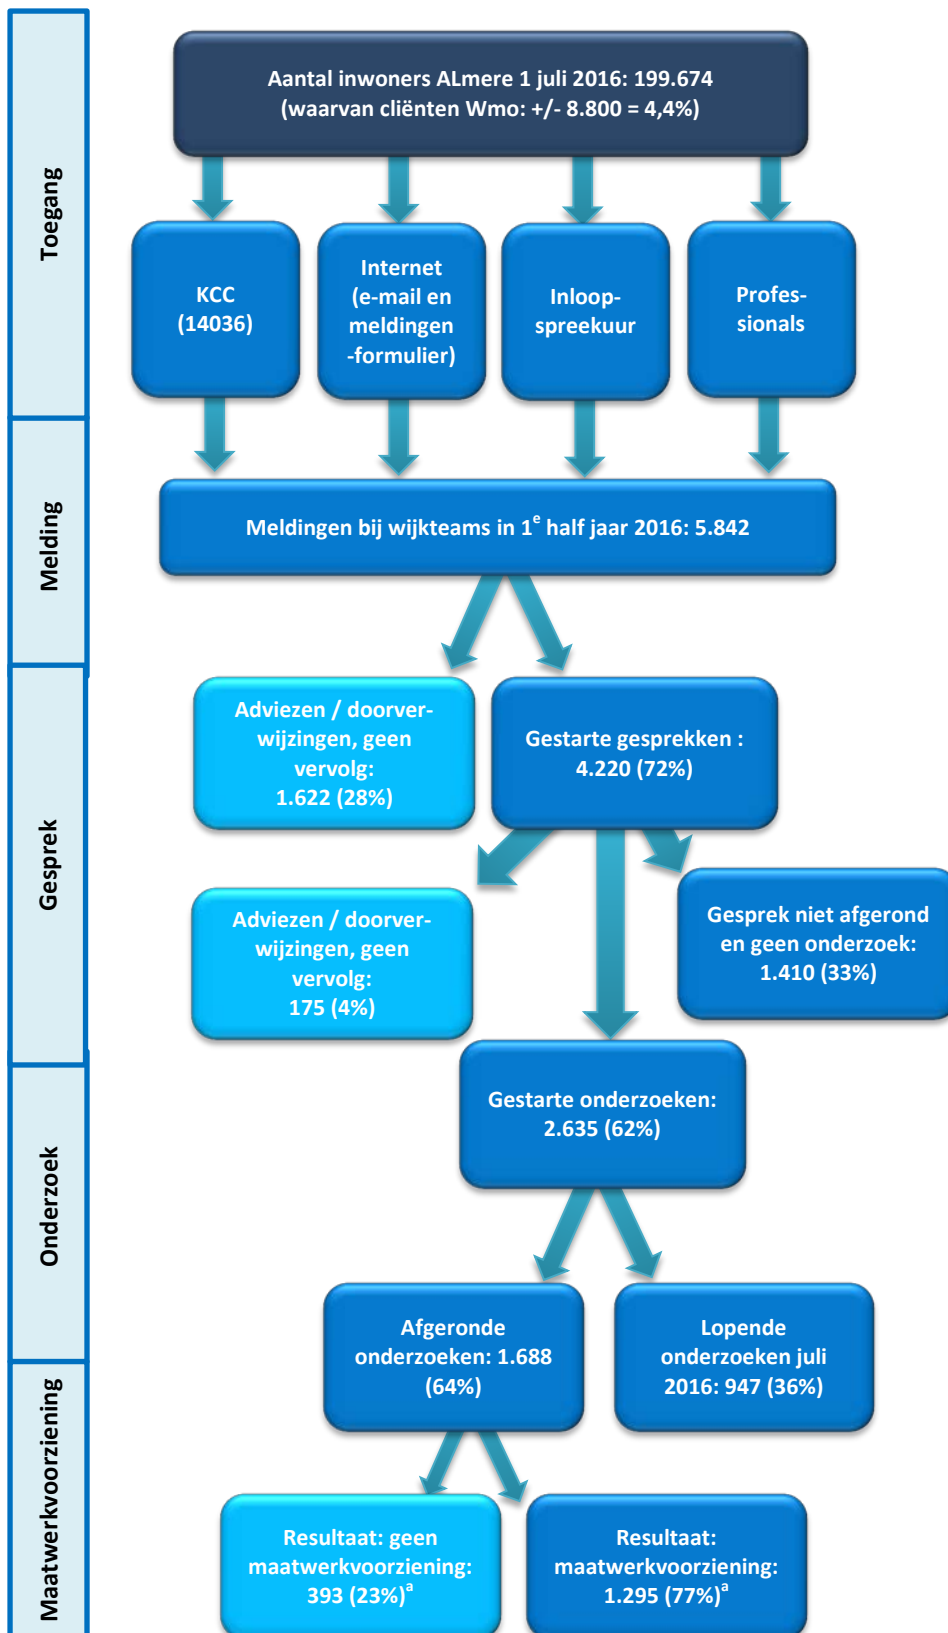 Toegang
Aantal inwoners ALmere 1 juli 2016: 199.674
(waarvan cliënten Wmo: +/- 8.800 = 4,4%)
KCC
(14036)
Internet
(e-mail en
meldingen
-formulier)
Inloop-
spreekuur
Profes-
sionals
Melding
Meldingen bij wijkteams in 1e half jaar 2016: 5.842
Gesprek
Adviezen / doorver-
wijzingen, geen
vervolg:
1.622 (28%)
Gestarte gesprekken :
4.220 (72%)
Adviezen / doorver-
wijzingen, geen
vervolg:
175 (4%)
Gesprek niet afgerond
en geen onderzoek:
1.410 (33%)
Onderzoek
Gestarte onderzoeken:
2.635 (62%)
Afgeronde
onderzoeken: 1.688
(64%)
Lopende
onderzoeken juli
2016: 947 (36%)
Maatwerkvoorziening
Resultaat: geen
maatwerkvoorziening:
393 (23%)a
Resultaat:
maatwerkvoorziening:
1.295 (77%)a